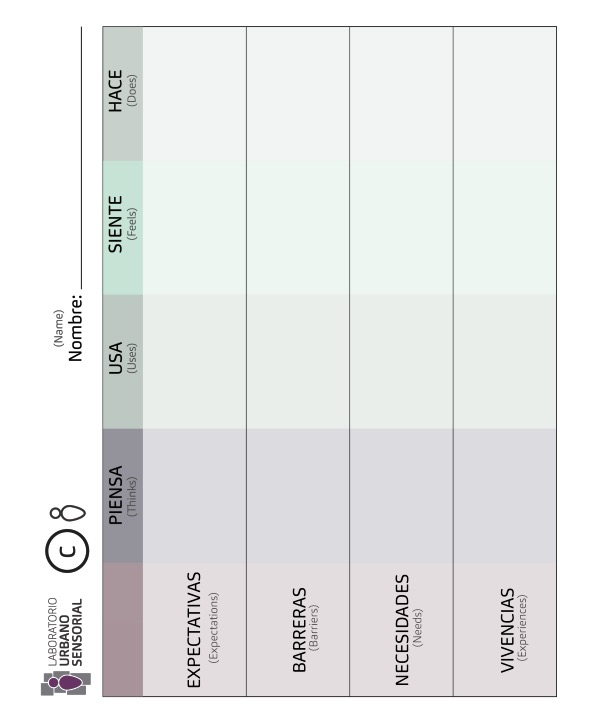 LABORATORIO
URBANO
SENSORIAL
C
(Name)
Nombre:
PIENSA
(Thinks)
USA
(Uses)
SIENTE
(Feels)
HACE
(Does)
EXPECTATIVAS
(Expectations)
BARRERAS
(Barriers)
NECESIDADES
(Needs)
VIVENCIAS
(Experiences)